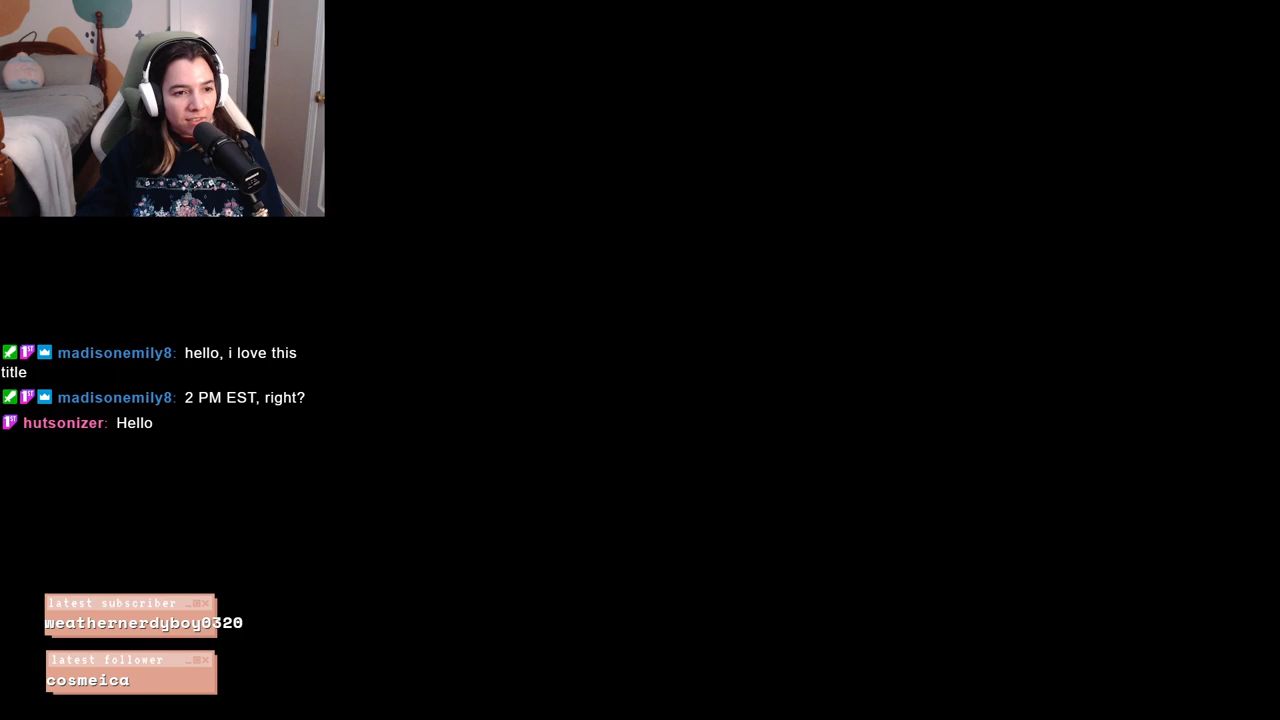 madisonemily8: hello, i love this
title
madisonemily8: 2 PM EST, right?
hutsonizer: Hello
latest subscriber
weathernerdyboy0320
latest follower
cosmeica